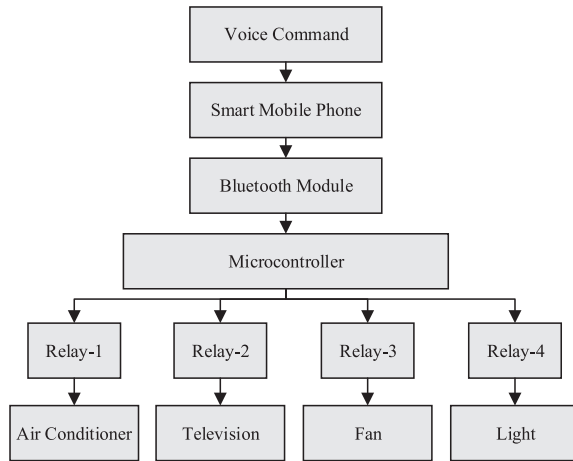 Voice Command
Smart Mobile Phone
Bluetooth Module
Microcontroller
Relay-1
Relay-2
Relay-3
Relay-4
Air Conditioner
Television
Fan
Light